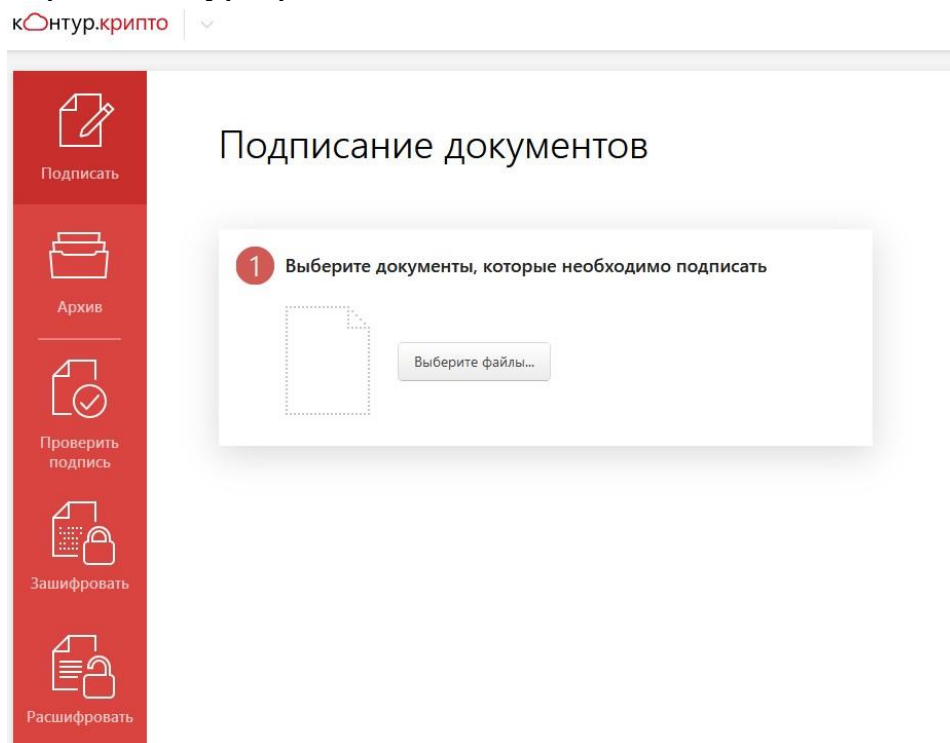 контур.крипто
Подписать
Архив
Проверить
подпись
Зашифровать
Расшифровать
Подписание документов
1 Выберите документы, которые необходимо подписать
Выберите файлы...